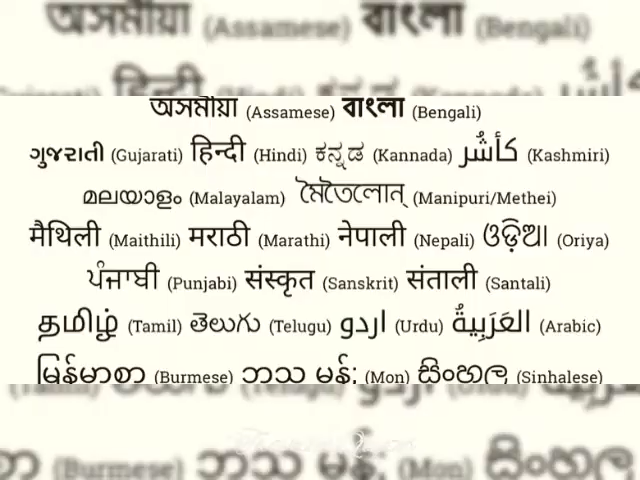 অসমীয়া (Assamese) বাংলা (Bengali)
ગુજરાતી (Gujarati) हिन्दी (Hindi) ಕನ್ನಡ (Kannada) كأشُر (Kashmiri)
മലയാളം (Malayalam) মৈতৈলোন্ (Manipuri/Methei)
मैथिली (Maithili) मराठी (Marathi) नेपाली (Nepali) ଓଡ଼ିଆ (Oriya)
ਪੰਜਾਬੀ (Punjabi) संस्कृत (Sanskrit) संताली (Santali)
தமிழ் (Tamil) తెలుగు (Telugu) اردو (Urdu) العَرَبِيةُ (Arabic)
မြန်မာစာ (Burmese) ဘာသာ မန်; (Mon) සිංහල (Sinhalese)